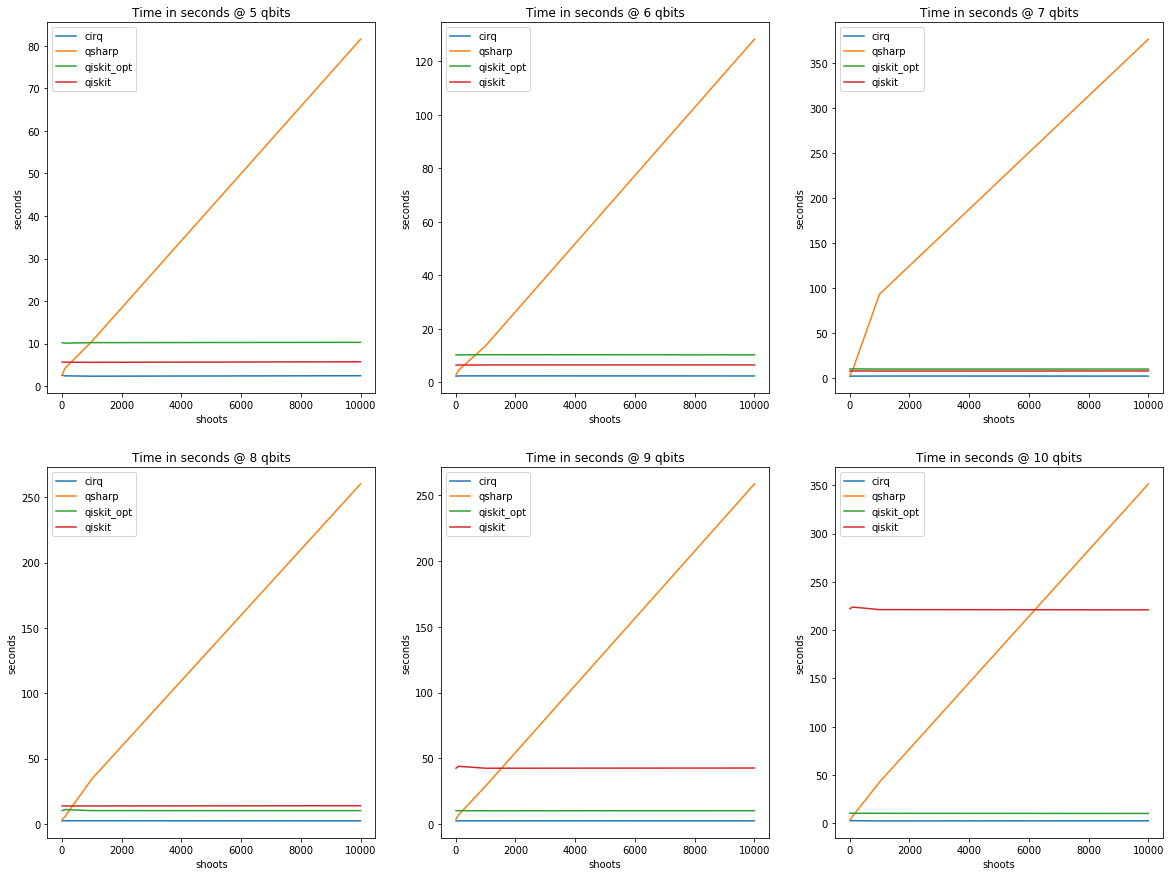 Time in seconds @ 5 qbits
cirq
qsharp
qiskit_opt
qiskit
80
70
60
50
40
30
20
10
0
seconds
0 2000 4000 6000 8000 10000
shoots
Time in seconds @ 6 qbits
cirq
qsharp
qiskit_opt
qiskit
120
100
80
60
40
20
0
seconds
0 2000 4000 6000 8000 10000
shoots
Time in seconds @ 7 qbits
cirq
qsharp
qiskit_opt
qiskit
350
300
250
200
150
100
50
0
seconds
0 2000 4000 6000 8000 10000
shoots
Time in seconds @ 8 qbits
cirq
qsharp
qiskit_opt
qiskit
250
200
150
100
50
0
seconds
0 2000 4000 6000 8000 10000
shoots
Time in seconds @ 9 qbits
cirq
qsharp
qiskit_opt
qiskit
250
200
150
100
50
0
seconds
0 2000 4000 6000 8000 10000
shoots
Time in seconds @ 10 qbits
cirq
qsharp
qiskit_opt
qiskit
350
300
250
200
150
100
50
0
seconds
0 2000 4000 6000 8000 10000
shoots